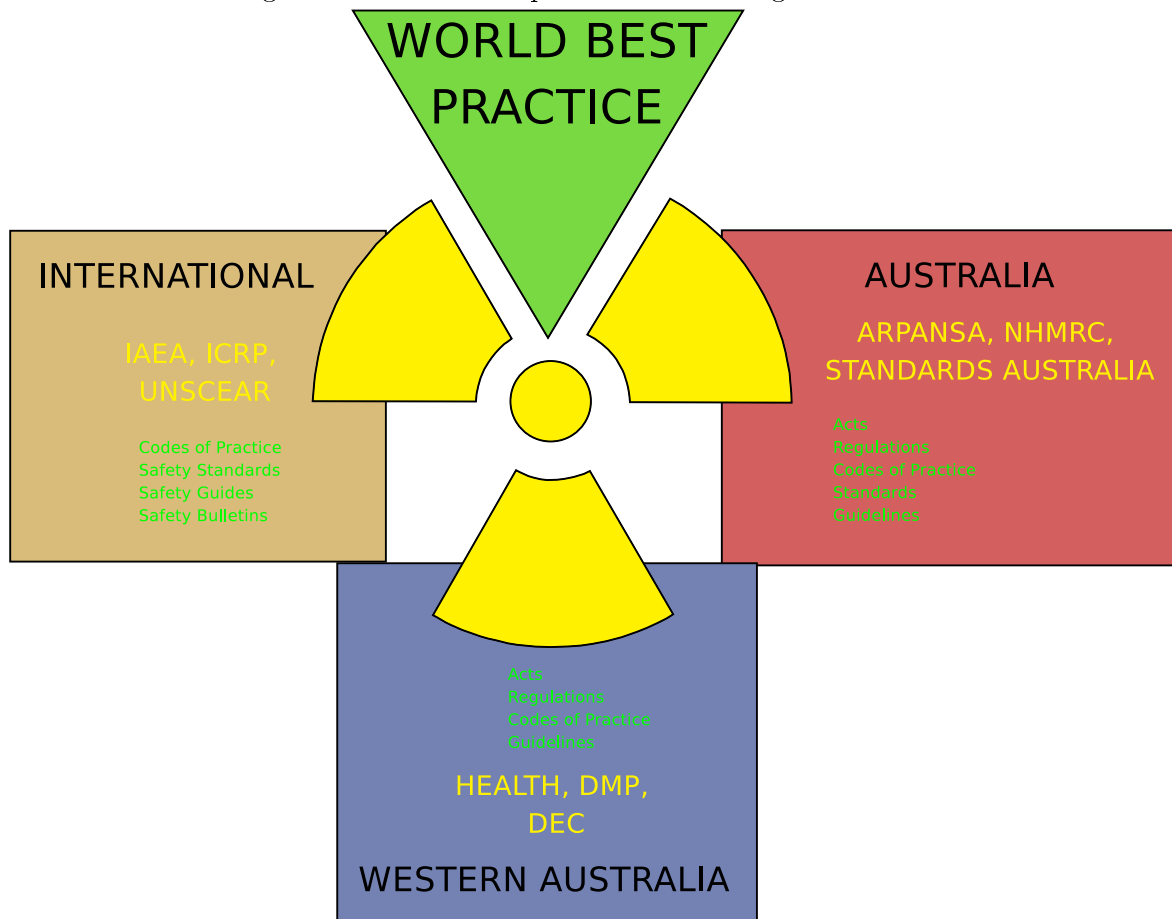 WORLD BEST
PRACTICE
INTERNATIONAL
IAEA, ICRP,
UNSCEAR
Codes of Practice
Safety Standards
Safety Guides
Safety Bulletins
AUSTRALIA
ARPANSA, NHMRC,
STANDARDS AUSTRALIA
Acts
Regulations
Codes of Practice
Standards
Guidelines
Acts
Regulations
Codes of Practice
Guidelines
HEALTH, DMP,
DEC
WESTERN AUSTRALIA